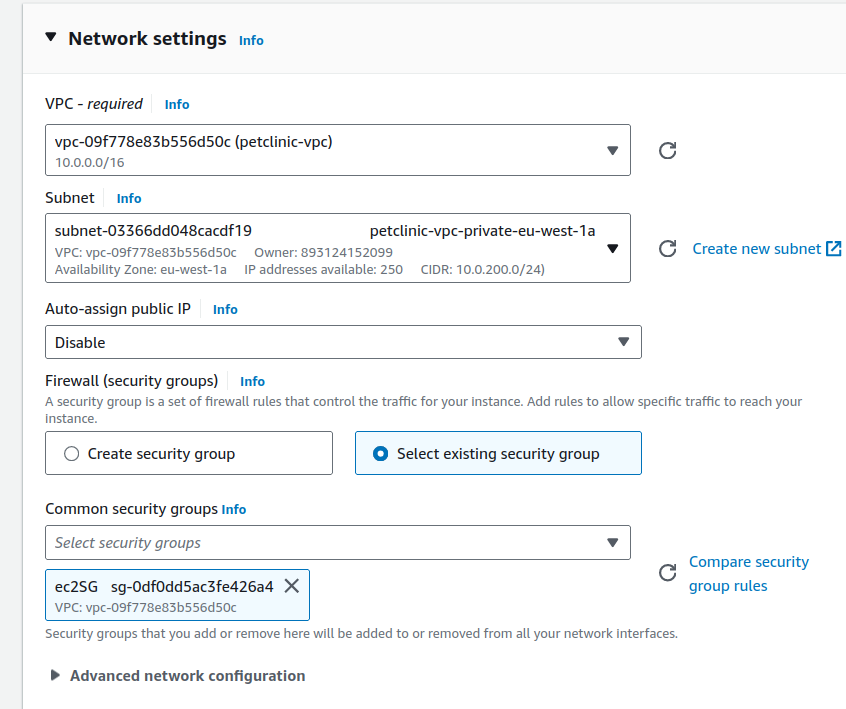 Network settings Info
VPC - required Info
vpc-09f778e83b556d50c (petclinic-vpc)
10.0.0.0/16
Subnet Info
subnet-03366dd048cacdf19 petclinic-vpc-private-eu-west-1a
VPC: vpc-09f778e83b556d50c Owner: 893124152099
Availability Zone: eu-west-1a IP addresses available: 250 CIDR: 10.0.200.0/24)
Create new subnet
Auto-assign public IP Info
Disable
Firewall (security groups) Info
A security group is a set of firewall rules that control the traffic for your instance. Add rules to allow specific traffic to reach your
instance.
Create security group Select existing security group
Common security groups Info
Select security groups
Compare security
group rules
ec2SG sg-0df0dd5ac3fe426a4
VPC: vpc-09f778e83b556d50c
Security groups that you add or remove here will be added to or removed from all your network interfaces.
Advanced network configuration